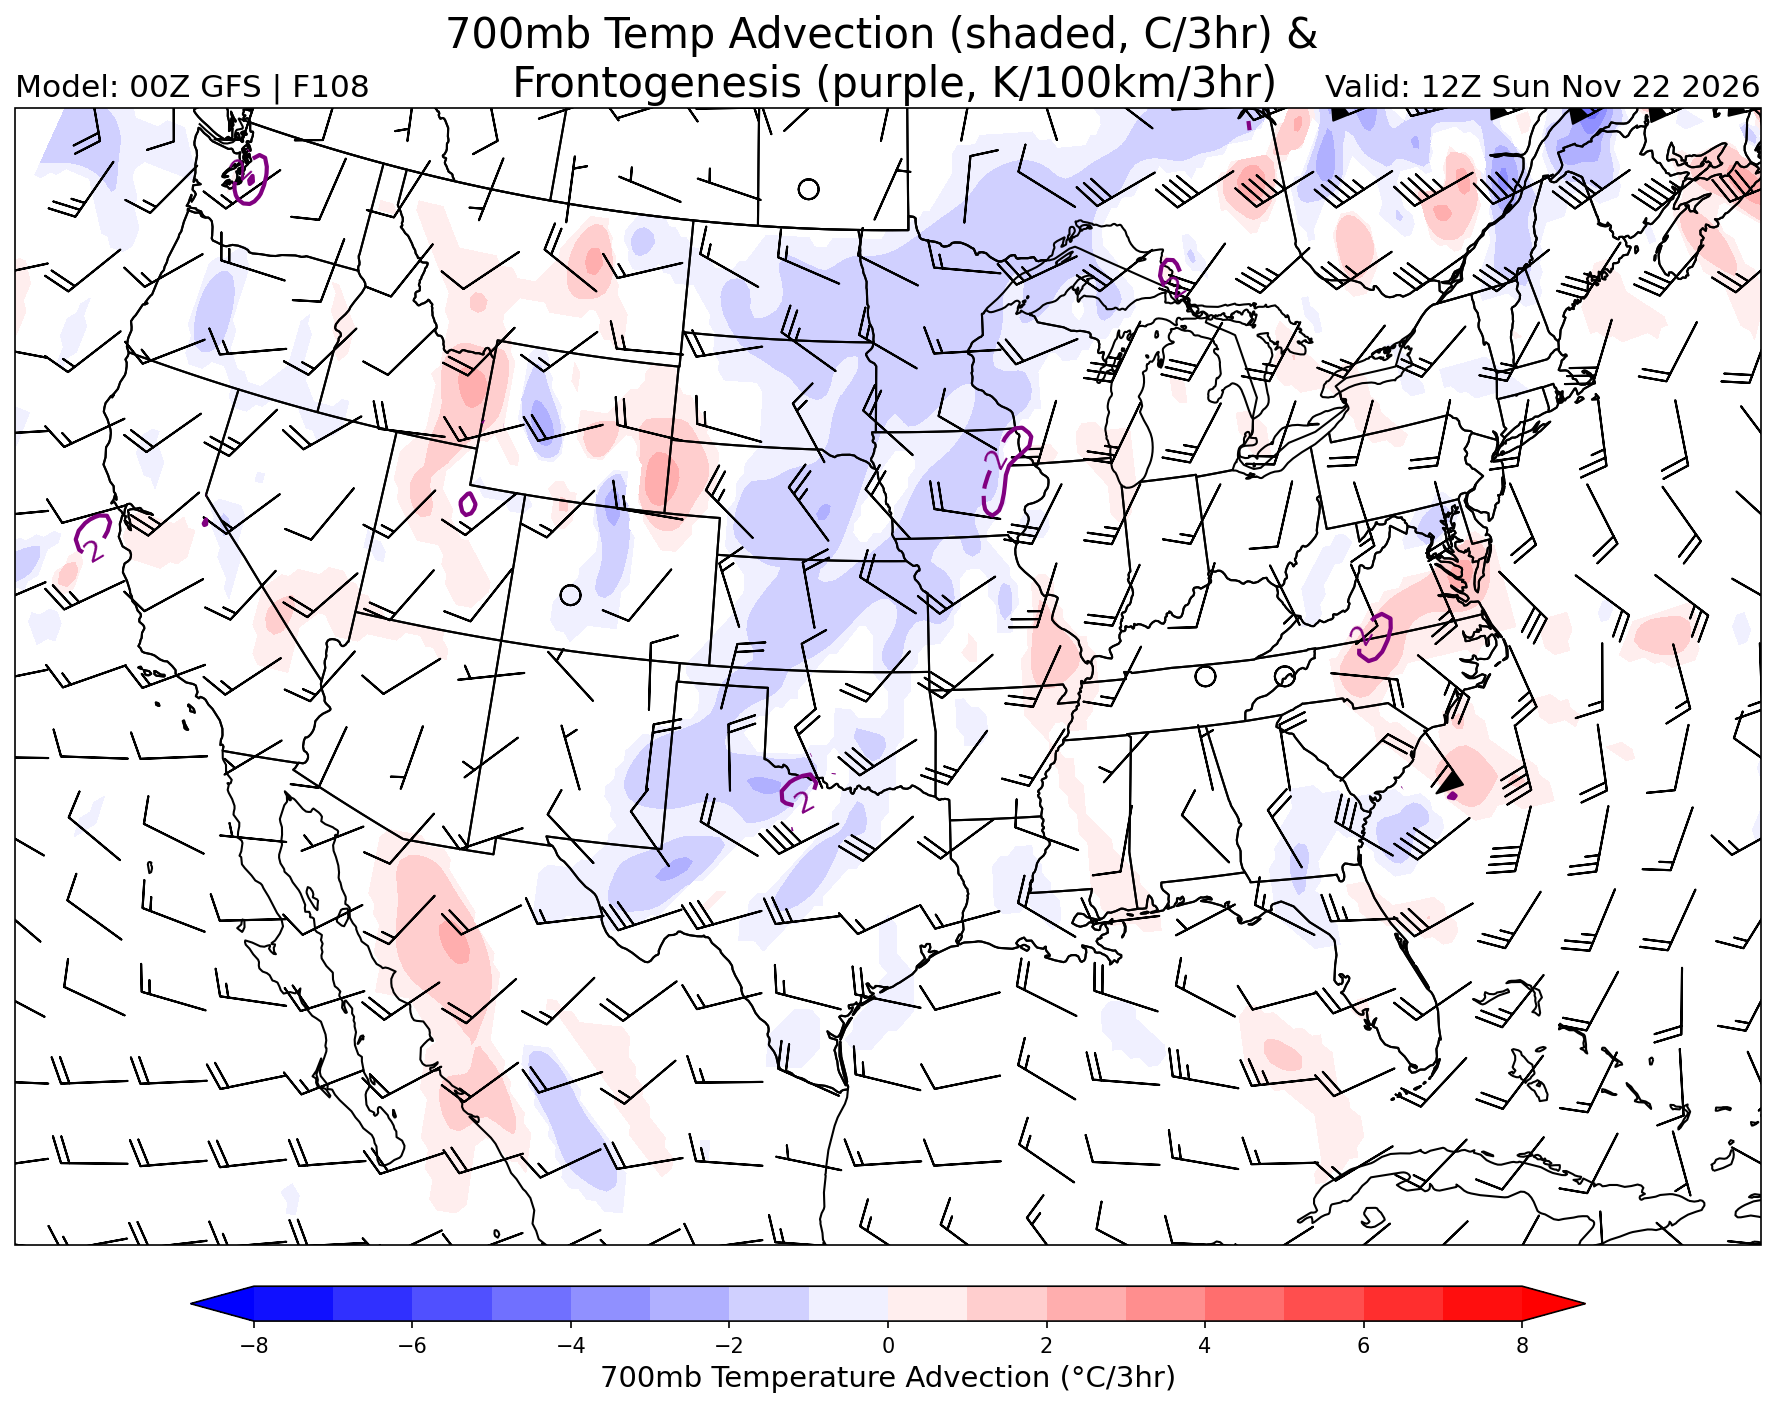 700mb Temp Advection (shaded, C/3hr) &
Frontogenesis (purple, K/100km/3hr)
Model: 00Z GFS | F108
Valid: 12Z Sun Nov 22 2026
2
2
2
2
2
2
−8 −6 −4 −2 0 2 4 6 8
700mb Temperature Advection (°C/3hr)